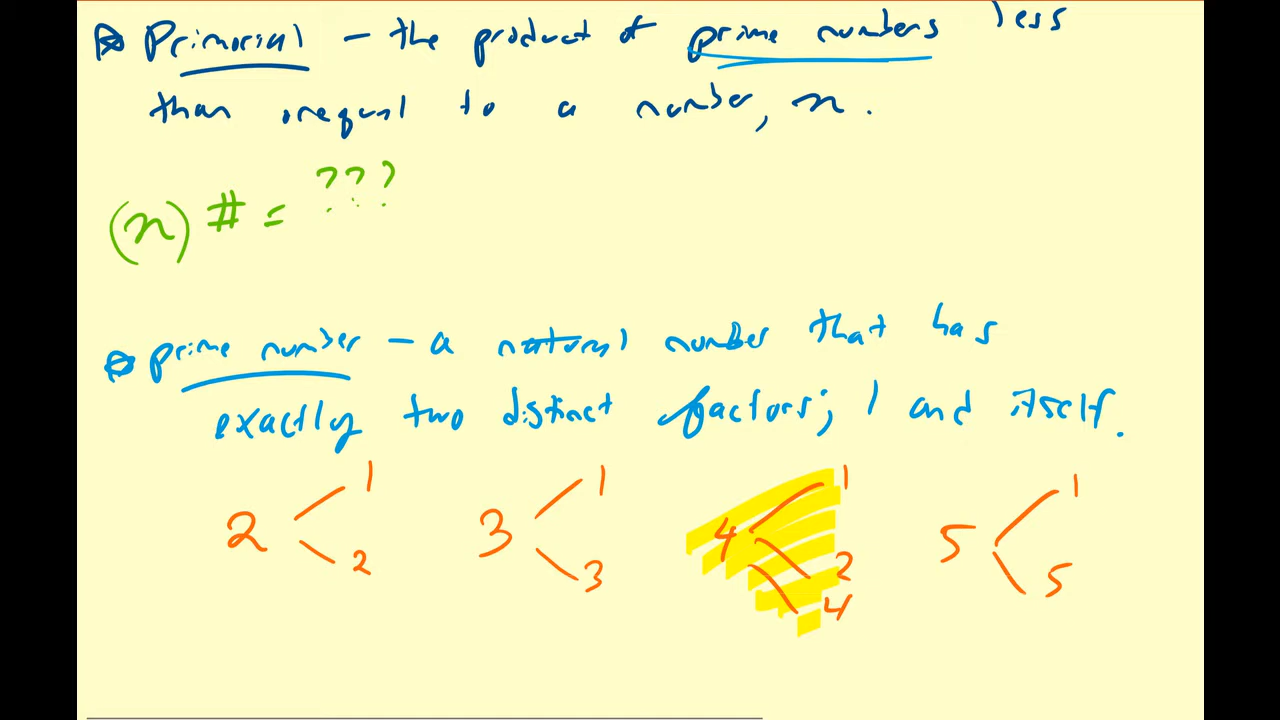 Primorial – the product of prime numbers less
than or equal to a number, n.
(n)# = ???
prime number – a natural number that has
exactly two distinct factors; 1 and itself.
2 1 2
3 1 3
4 1 2 4
5 1 5